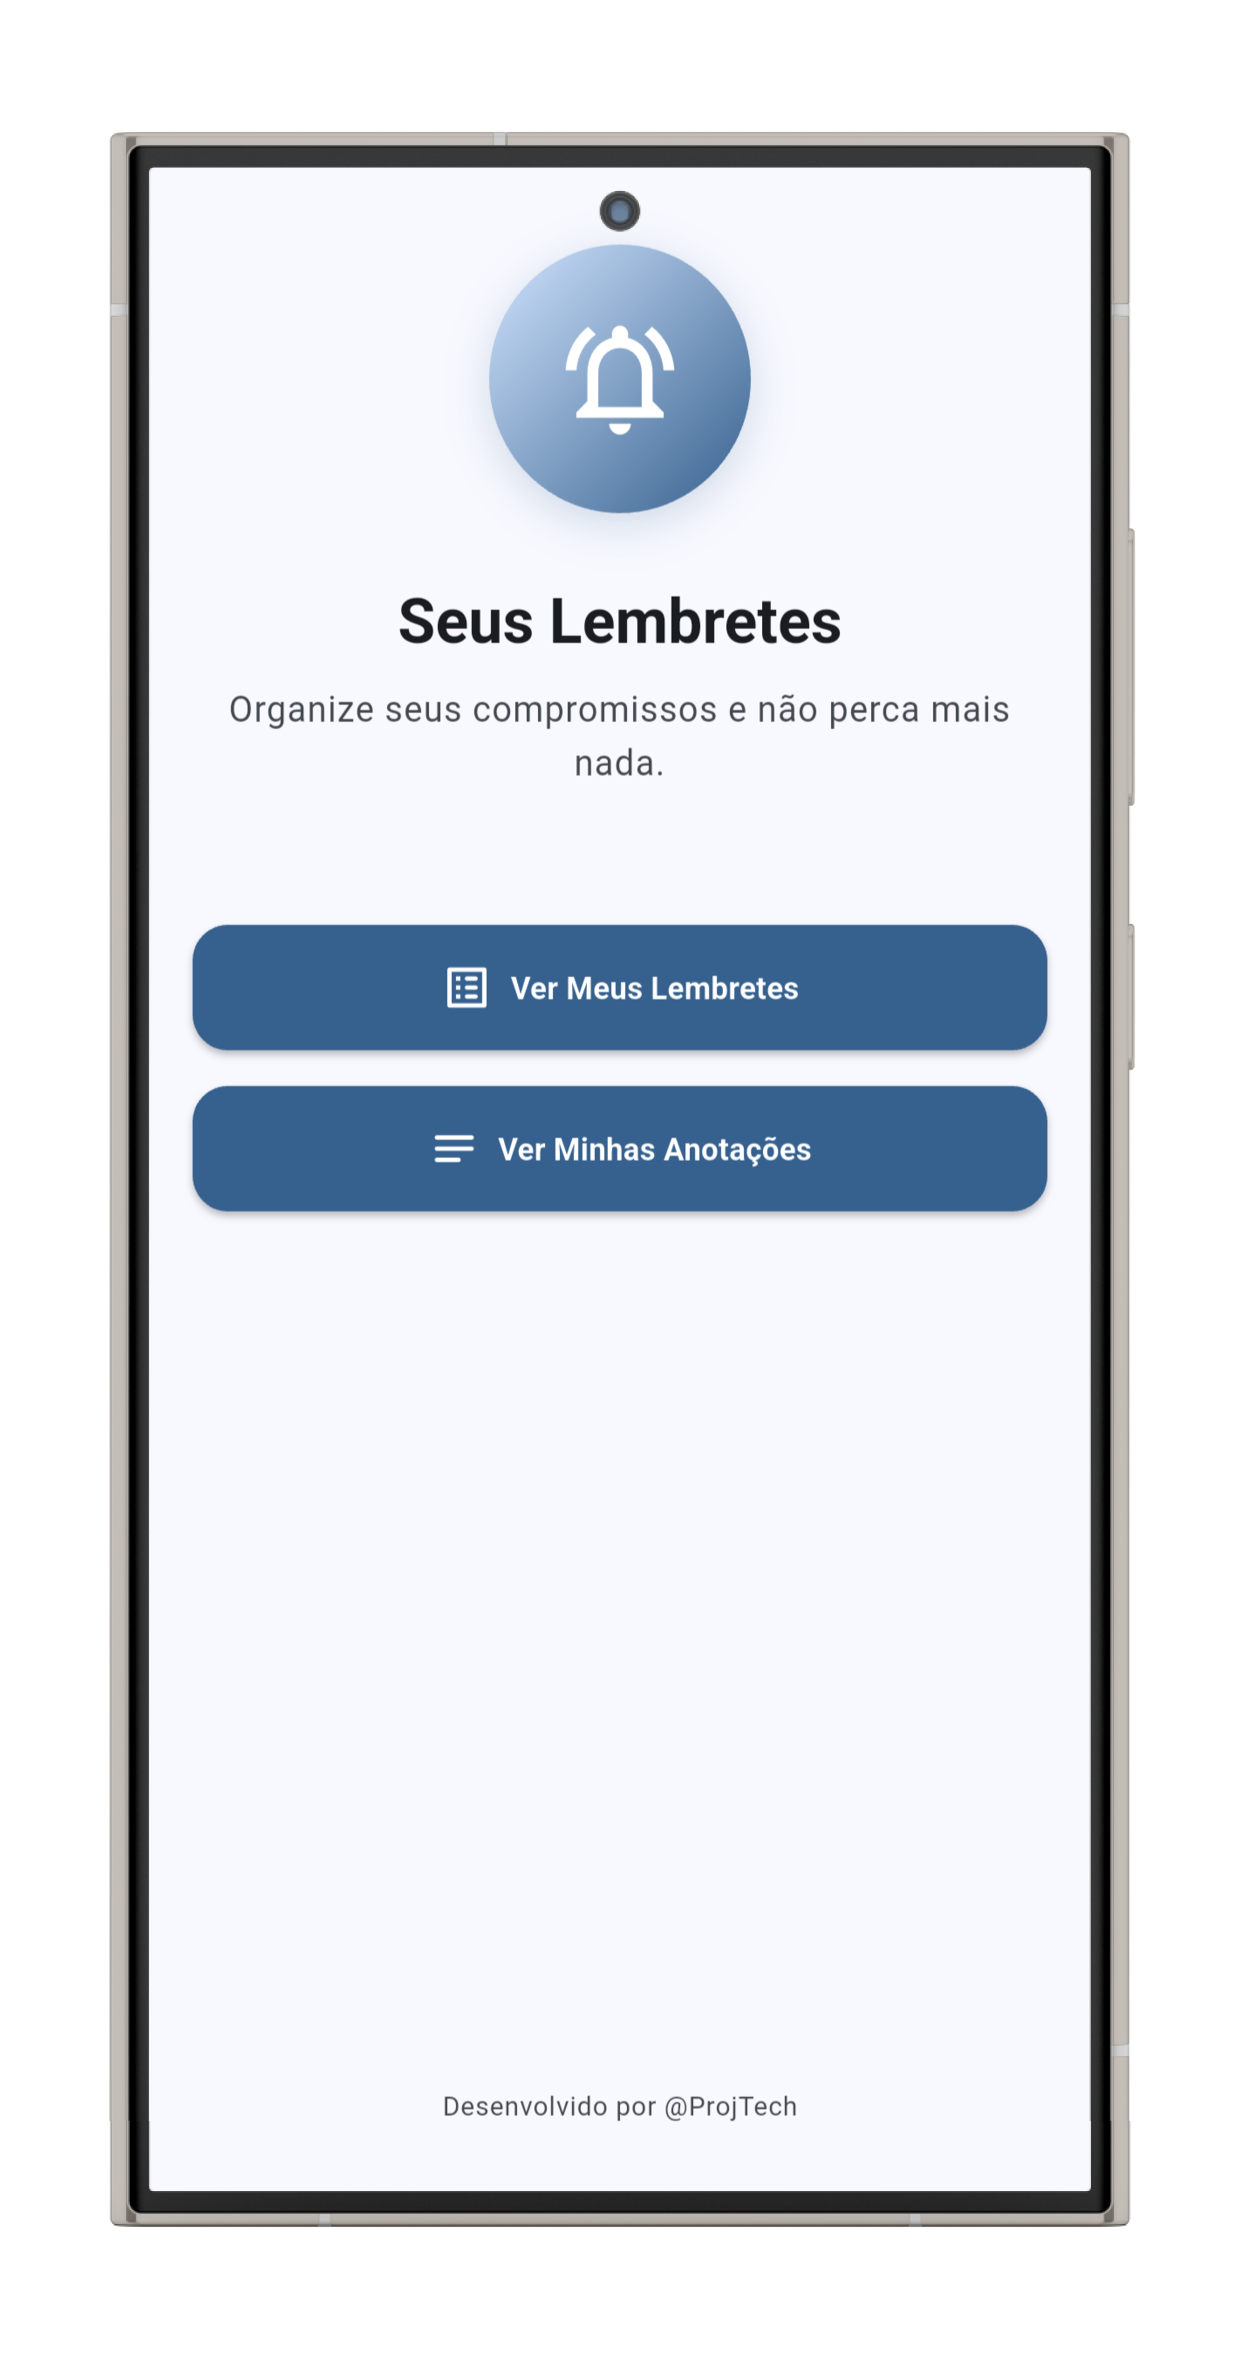 Seus Lembretes
Organize seus compromissos e não perca mais
nada.
Ver Meus Lembretes
Ver Minhas Anotações
Desenvolvido por @ProjTech